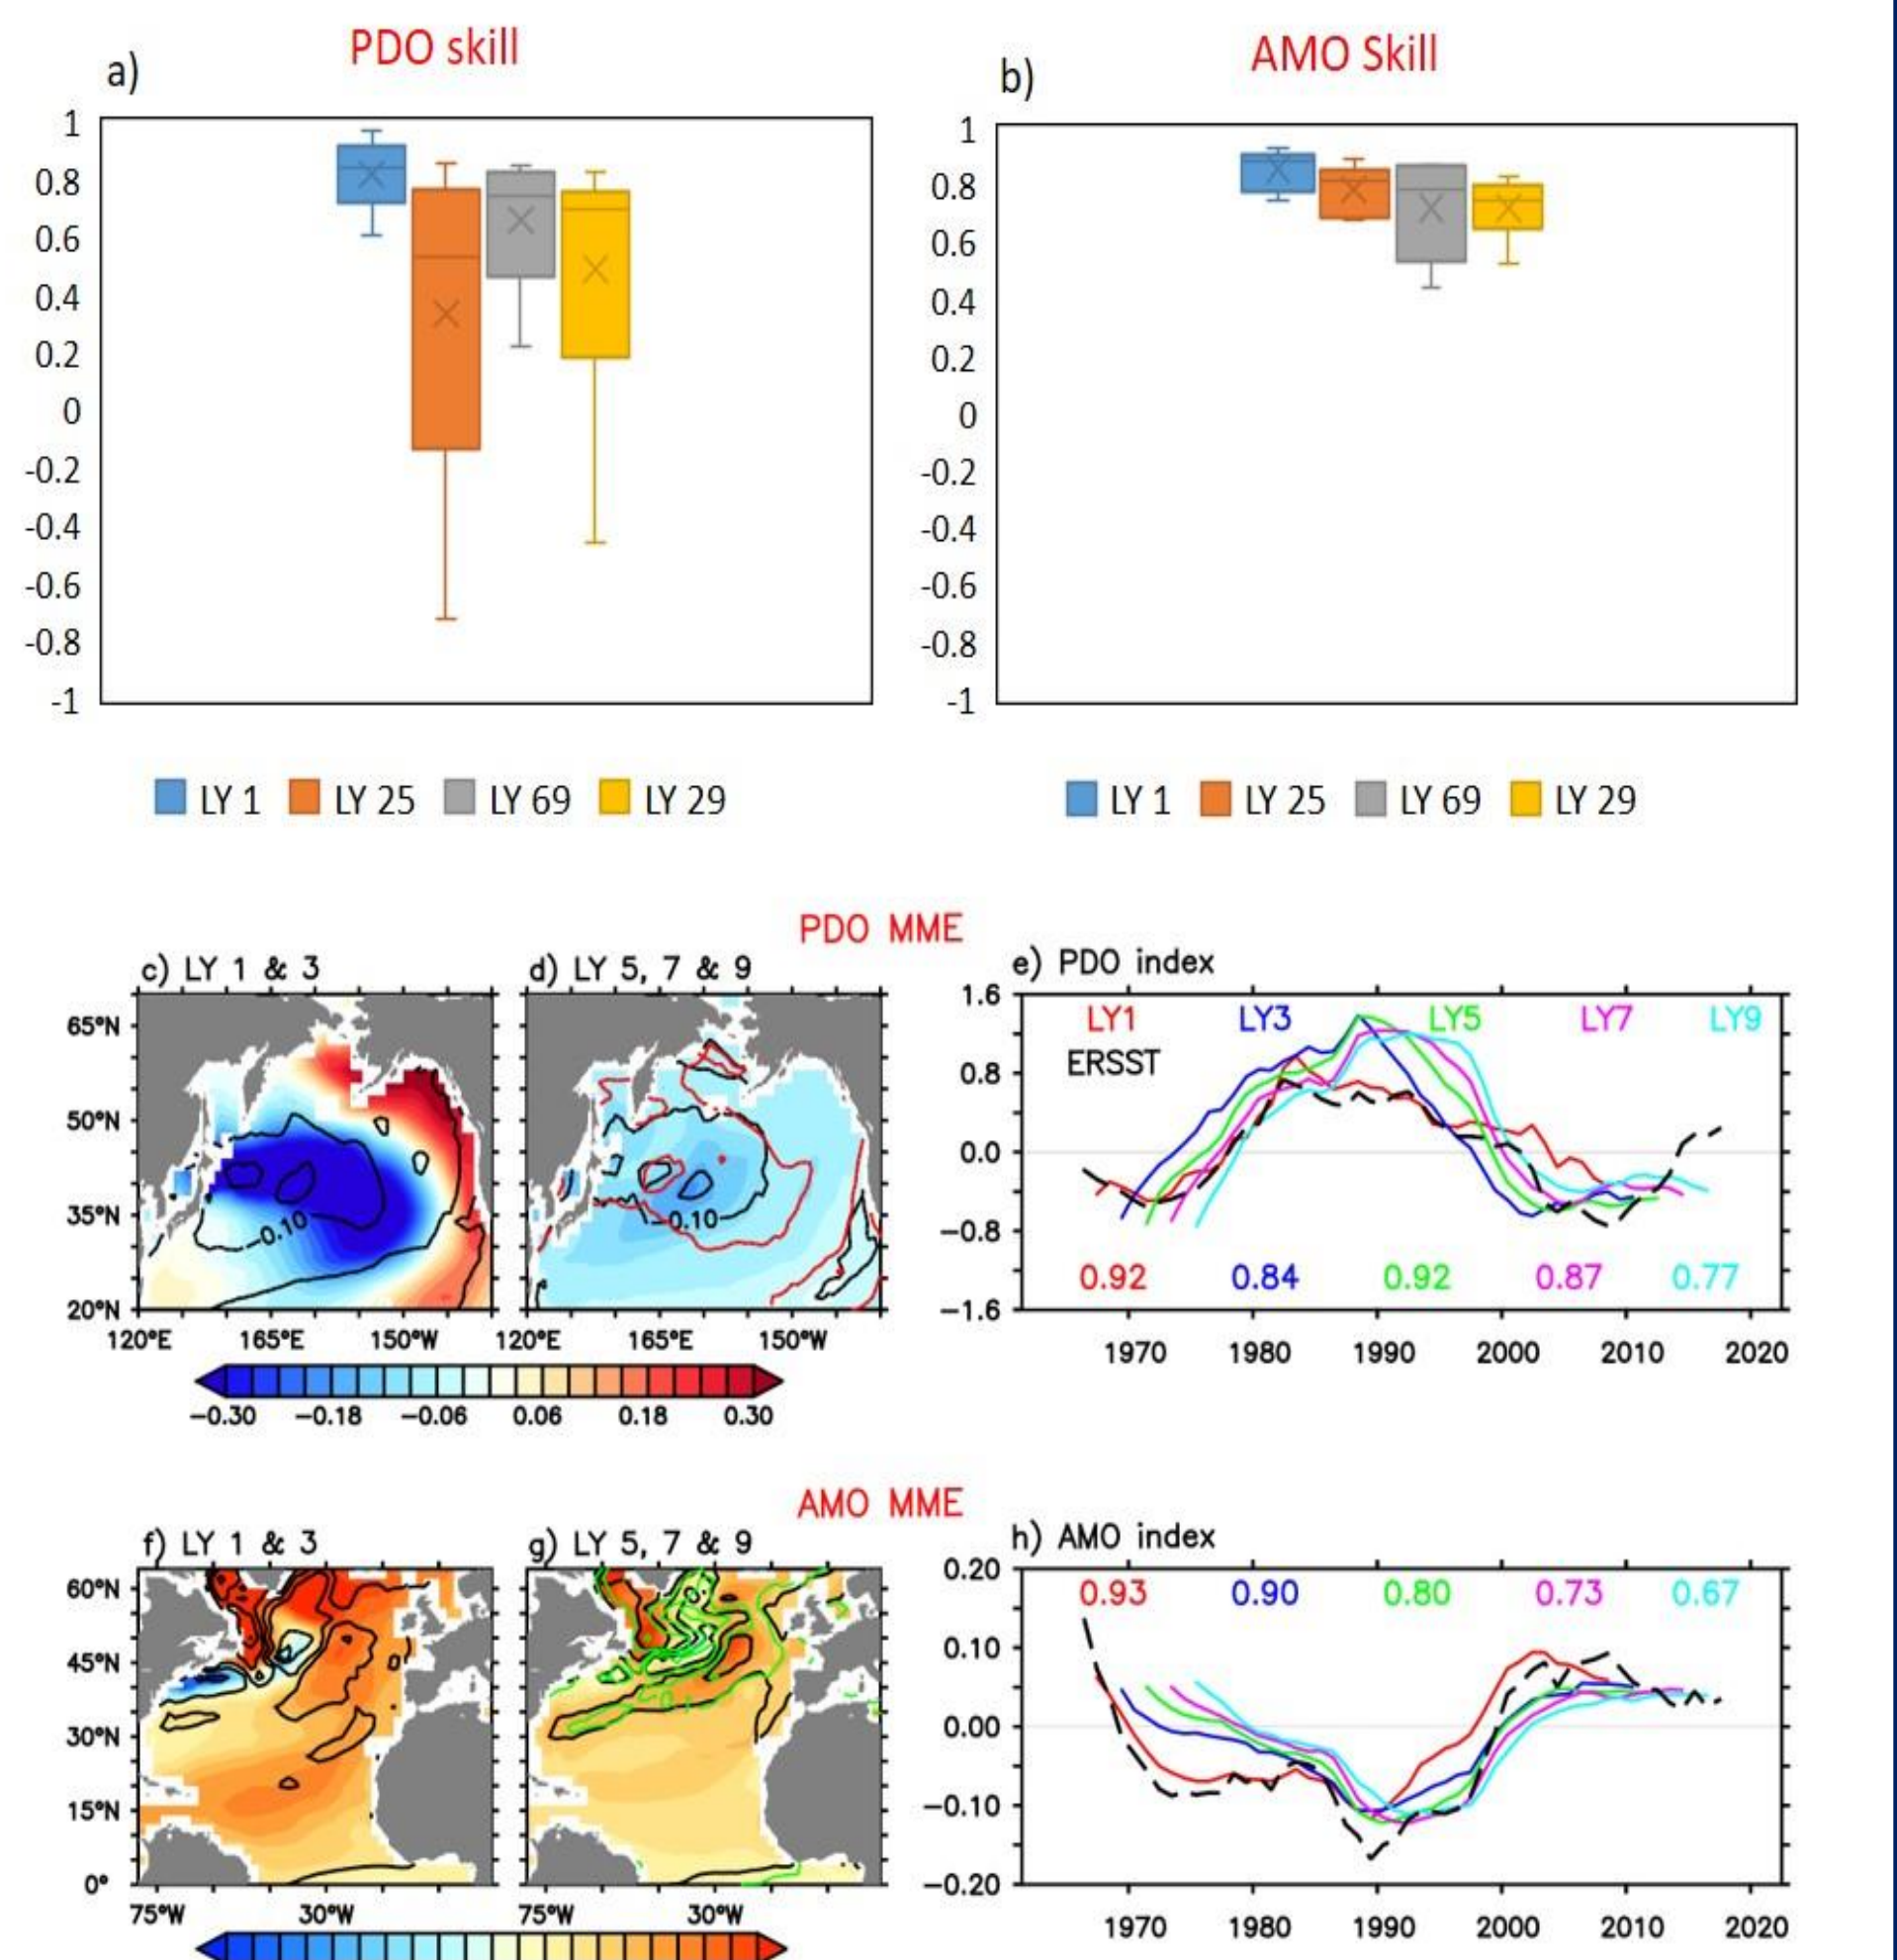 PDO skill
AMO Skill
a)
b)
1
0.8
0.6
0.4
0.2
0
-0.2
-0.4
-0.6
-0.8
-1
1
0.8
0.6
0.4
0.2
0
-0.2
-0.4
-0.6
-0.8
-1
LY 1 LY 25 LY 69 LY 29
LY 1 LY 25 LY 69 LY 29
PDO MME
c) LY 1 & 3
d) LY 5, 7 & 9
e) PDO index
65°N
50°N
35°N
20°N
-0.10
-0.10
120°E 165°E 150°W
120°E 165°E 150°W
−0.30 −0.18 −0.06 0.06 0.18 0.30
1.6
0.8
0.0
−0.8
−1.6
LY1 LY3 LY5 LY7 LY9
ERSST
0.92 0.84 0.92 0.87 0.77
1970 1980 1990 2000 2010 2020
AMO MME
f) LY 1 & 3
g) LY 5, 7 & 9
h) AMO index
60°N
45°N
30°N
15°N
0°
75°W 30°W
75°W 30°W
0.20
0.10
0.00
−0.10
−0.20
0.93 0.90 0.80 0.73 0.67
1970 1980 1990 2000 2010 2020